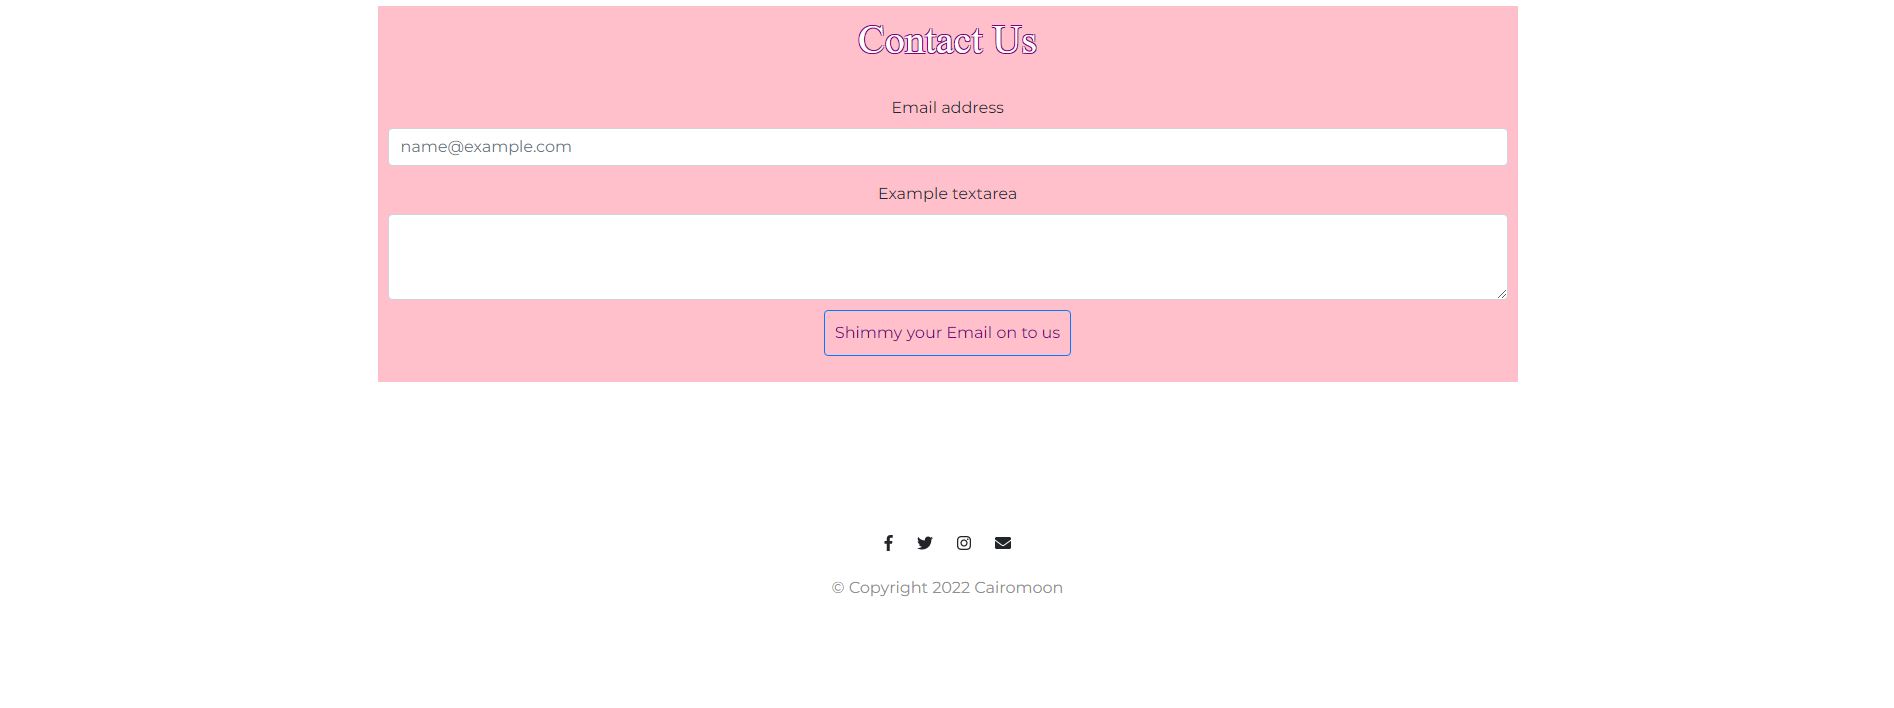 Contact Us
Email address
name@example.com
Example textarea
Shimmy your Email on to us
© Copyright 2022 Cairomoon